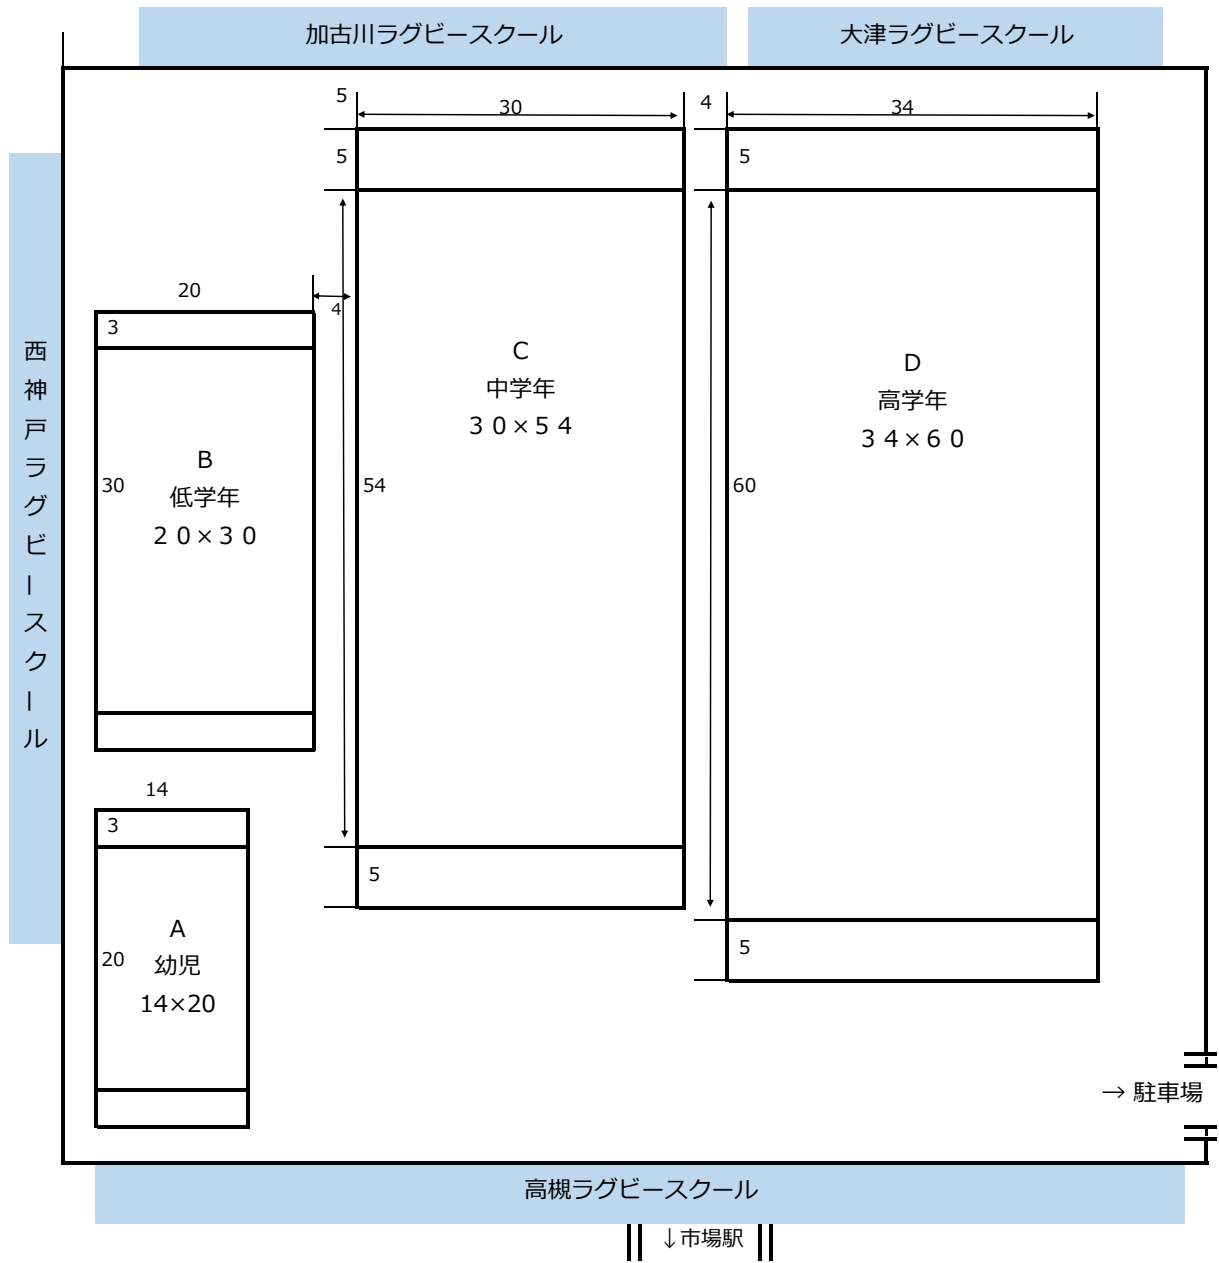 加古川ラグビースクール
大津ラグビースクール
5
30
4
34
5
5
20
4
3
西神戸ラグビースクール
C
中学年
３０×５４
D
高学年
３４×６０
B
低学年
２０×３０
30
54
60
14
3
5
A
幼児
14×20
20
5
→ 駐車場
高槻ラグビースクール
↓市場駅